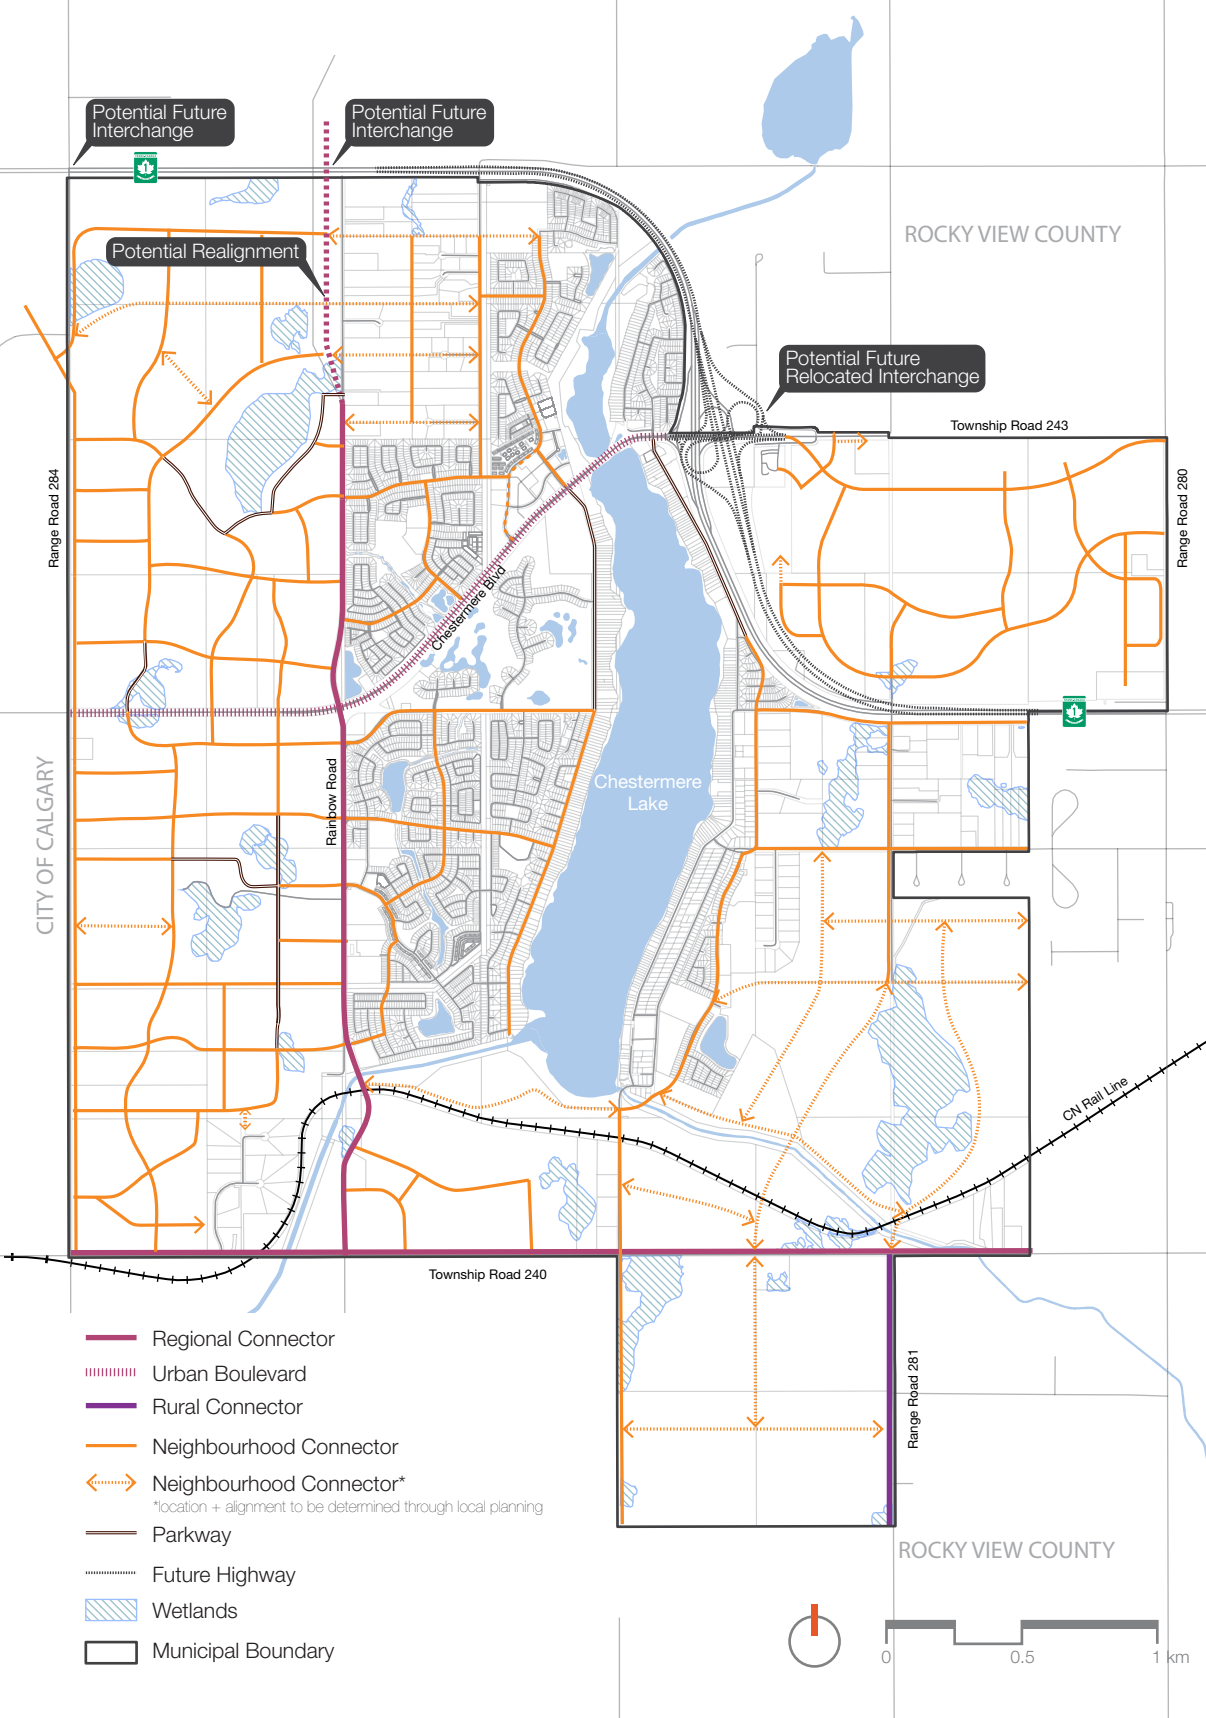 Potential Future
Interchange
Potential Future
Interchange
1
ROCKY VIEW COUNTY
Potential Realignment
Potential Future
Relocated Interchange
Township Road 243
Range Road 284
Range Road 280
Chestermere Blvd
1
CITY OF CALGARY
Rainbow Road
Chestermere
Lake
CN Rail Line
Township Road 240
Range Road 281
Regional Connector
Urban Boulevard
Rural Connector
Neighbourhood Connector
Neighbourhood Connector*
*location + alignment to be determined through local planning
Parkway
Future Highway
Wetlands
Municipal Boundary
ROCKY VIEW COUNTY
0 0.5 1 km